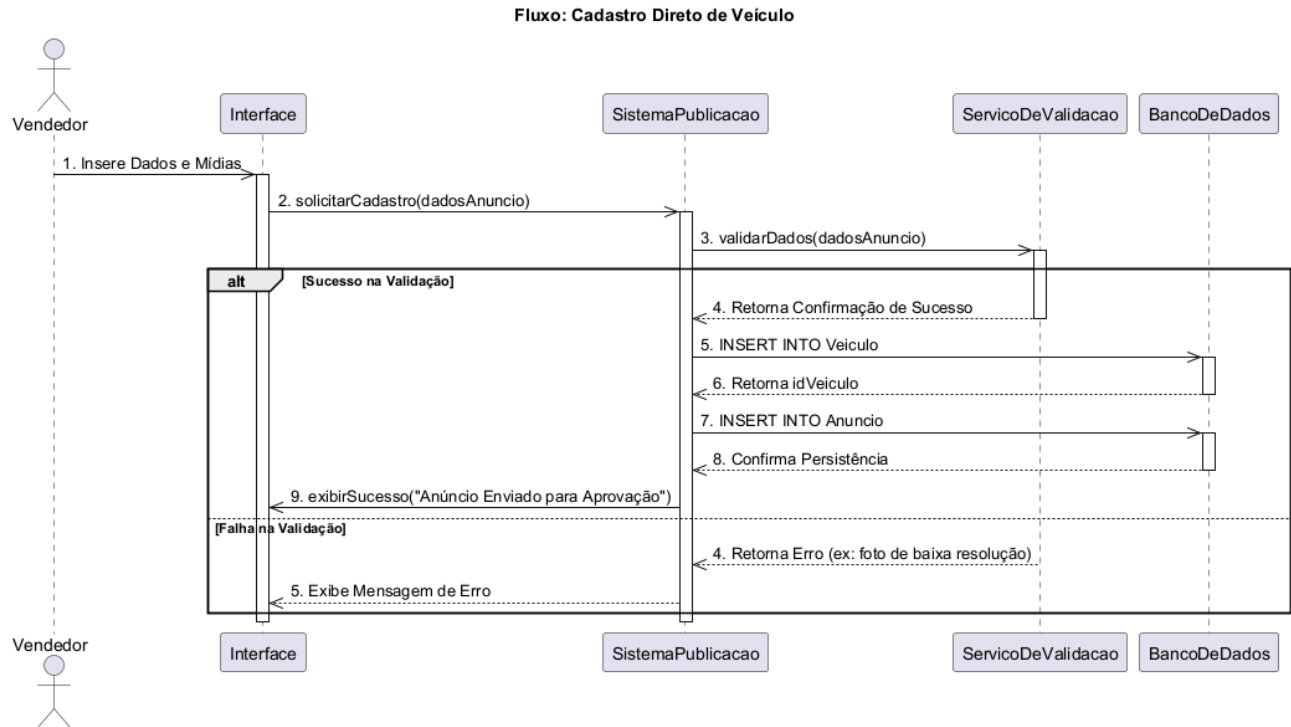 Fluxo: Cadastro Direto de Veículo
Vendedor
Interface
SistemaPublicacao
ServicoDeValidacao
BancoDeDados
1. Insere Dados e Mídias
2. solicitarCadastro(dadosAnuncio)
3. validarDados(dadosAnuncio)
alt
[Sucesso na Validação]
4. Retorna Confirmação de Sucesso
5. INSERT INTO Veiculo
6. Retorna idVeiculo
7. INSERT INTO Anuncio
8. Confirma Persistência
9. exibirSucesso("Anúncio Enviado para Aprovação")
[Falha na Validação]
4. Retorna Erro (ex: foto de baixa resolução)
5. Exibe Mensagem de Erro
Vendedor
Interface
SistemaPublicacao
ServicoDeValidacao
BancoDeDados